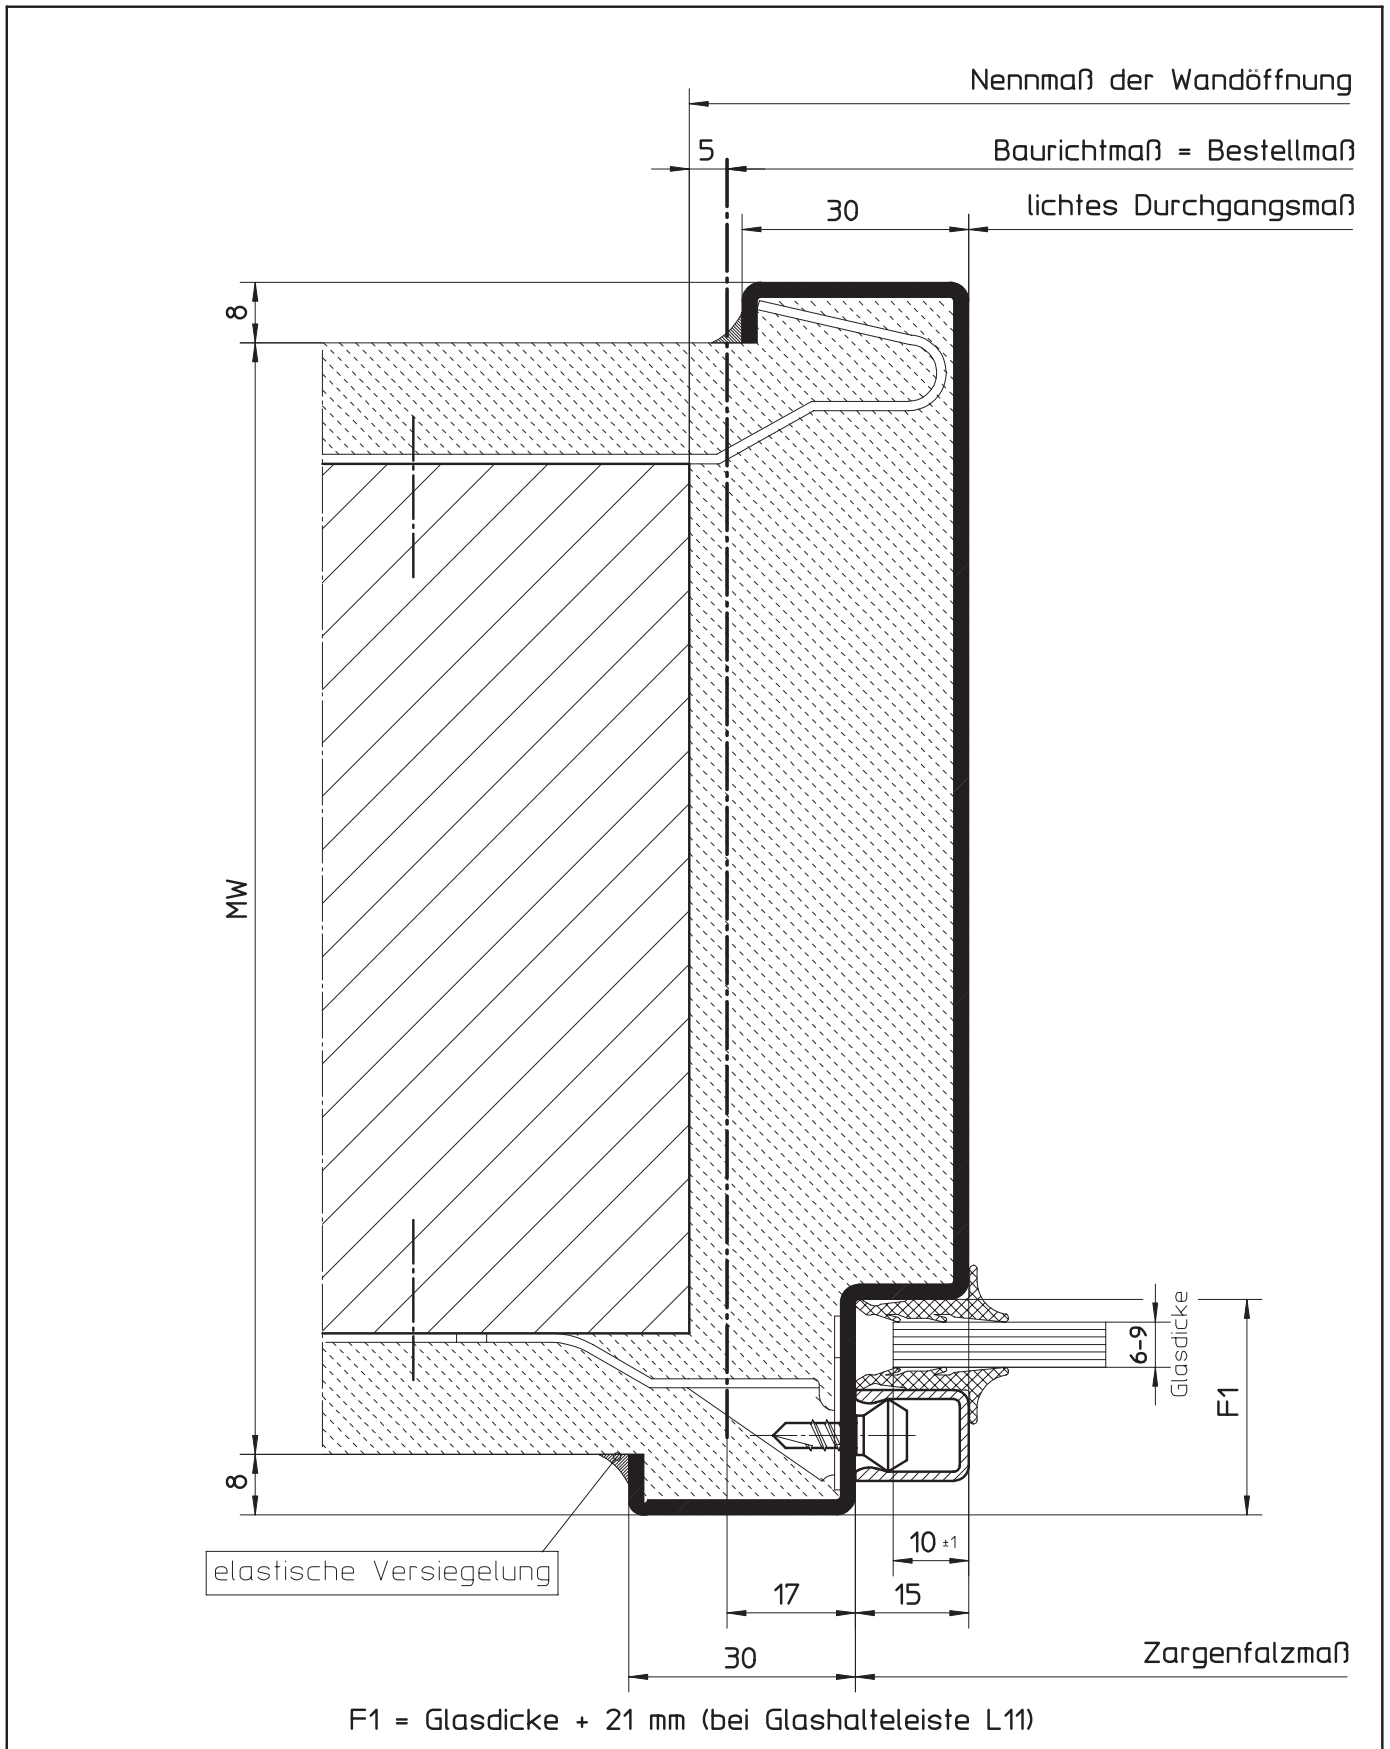 Nennmaß der Wandöffnung
5
Baurichtmaß = Bestellmaß
30
lichtes Durchgangsmaß
8
MW
6-9
Glasdicke
F1
8
10 ±1
elastische Versiegelung
17
15
30
Zargenfalzmaß
F1 = Glasdicke + 21 mm (bei Glashalteleiste L11)